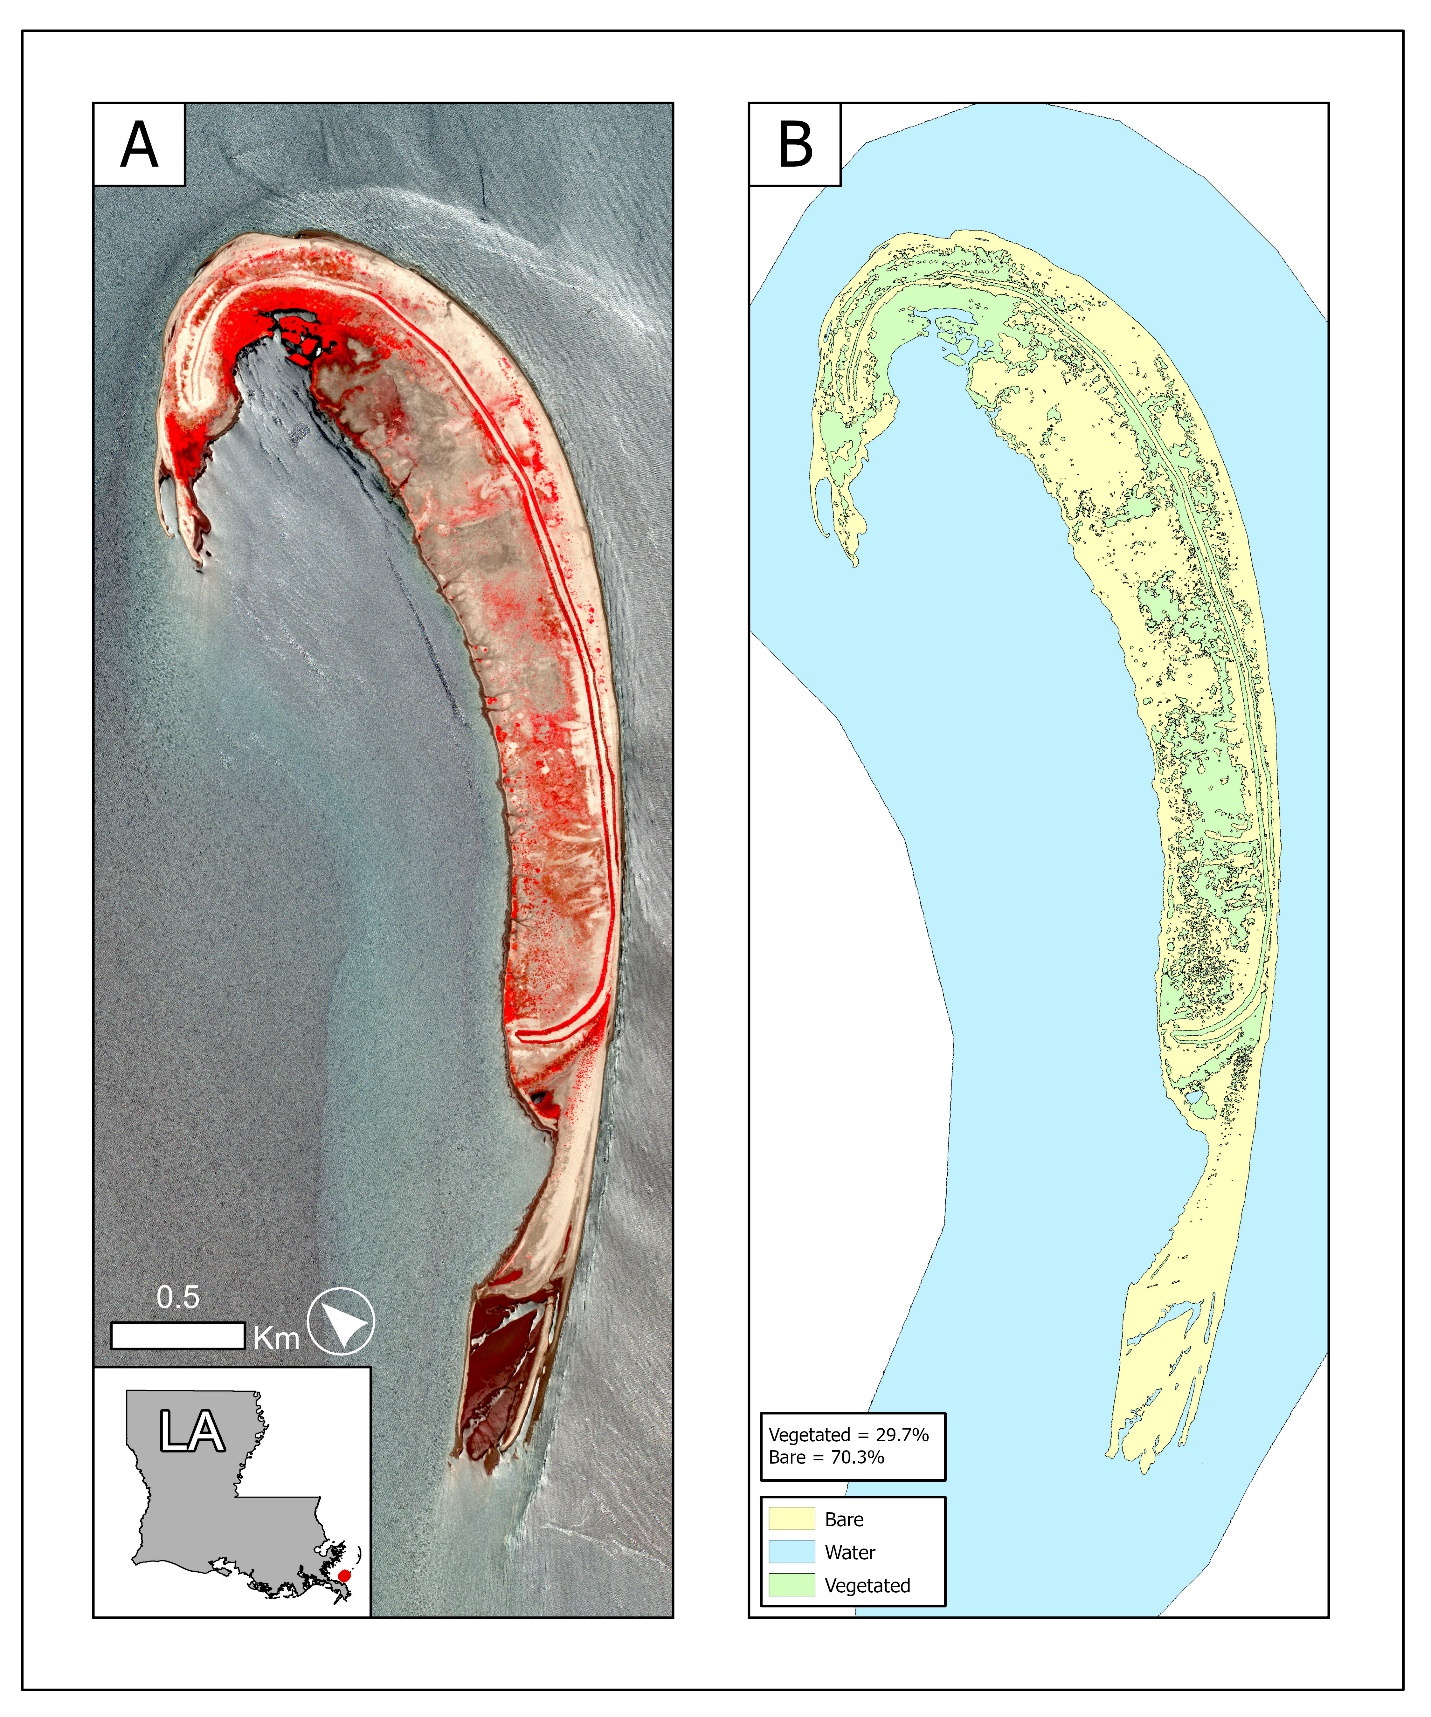 A
B
0.5
Km
LA
Vegetated = 29.7%
Bare = 70.3%
Bare
Water
Vegetated